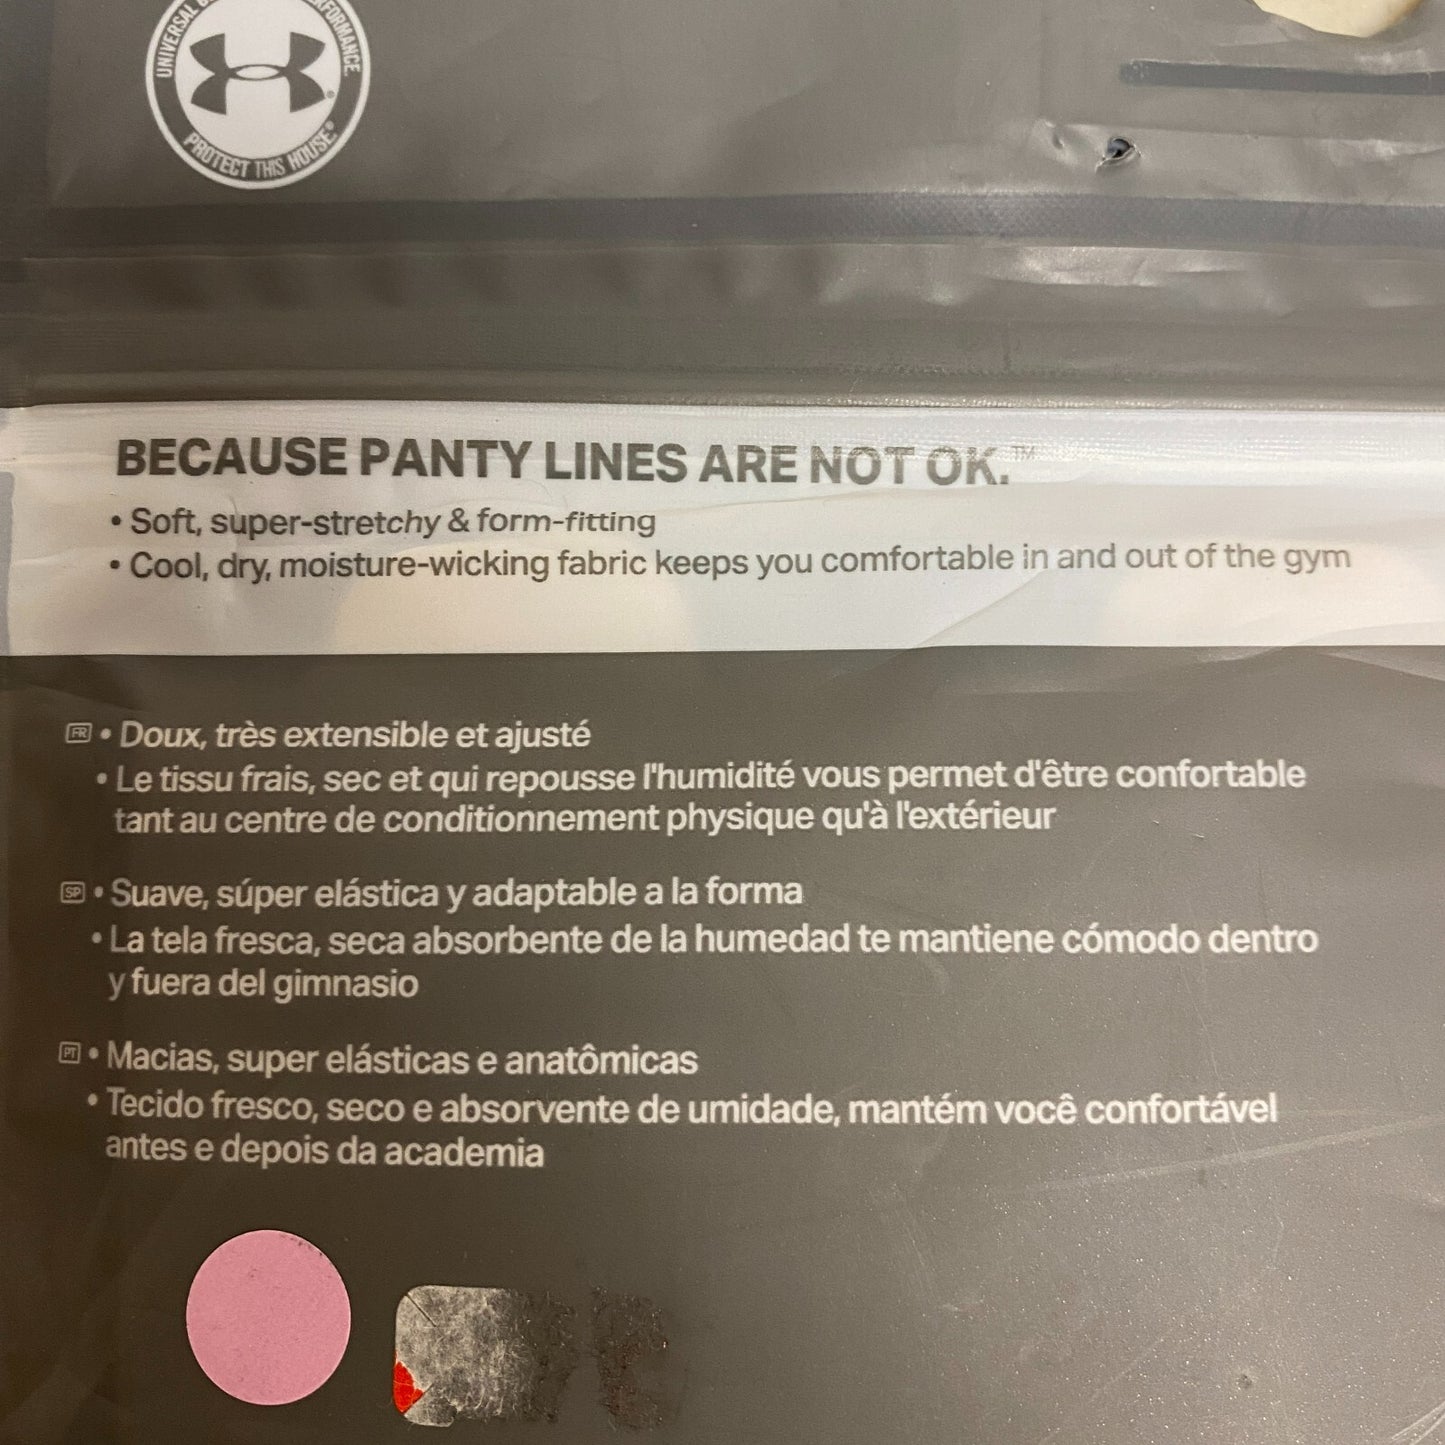 UNIVERSAL PERFORMANCE.
PROTECT THIS HOUSE®
BECAUSE PANTY LINES ARE NOT OK.™
• Soft, super-stretchy & form-fitting
• Cool, dry, moisture-wicking fabric keeps you comfortable in and out of the gym
FR • Doux, très extensible et ajusté
• Le tissu frais, sec et qui repousse l'humidité vous permet d'être confortable
tant au centre de conditionnement physique qu'à l'extérieur
SP • Suave, súper elástica y adaptable a la forma
• La tela fresca, seca absorbente de la humedad te mantiene cómodo dentro
y fuera del gimnasio
PT • Macias, super elásticas e anatômicas
• Tecido fresco, seco e absorvente de umidade, mantém você confortável
antes e depois da academia